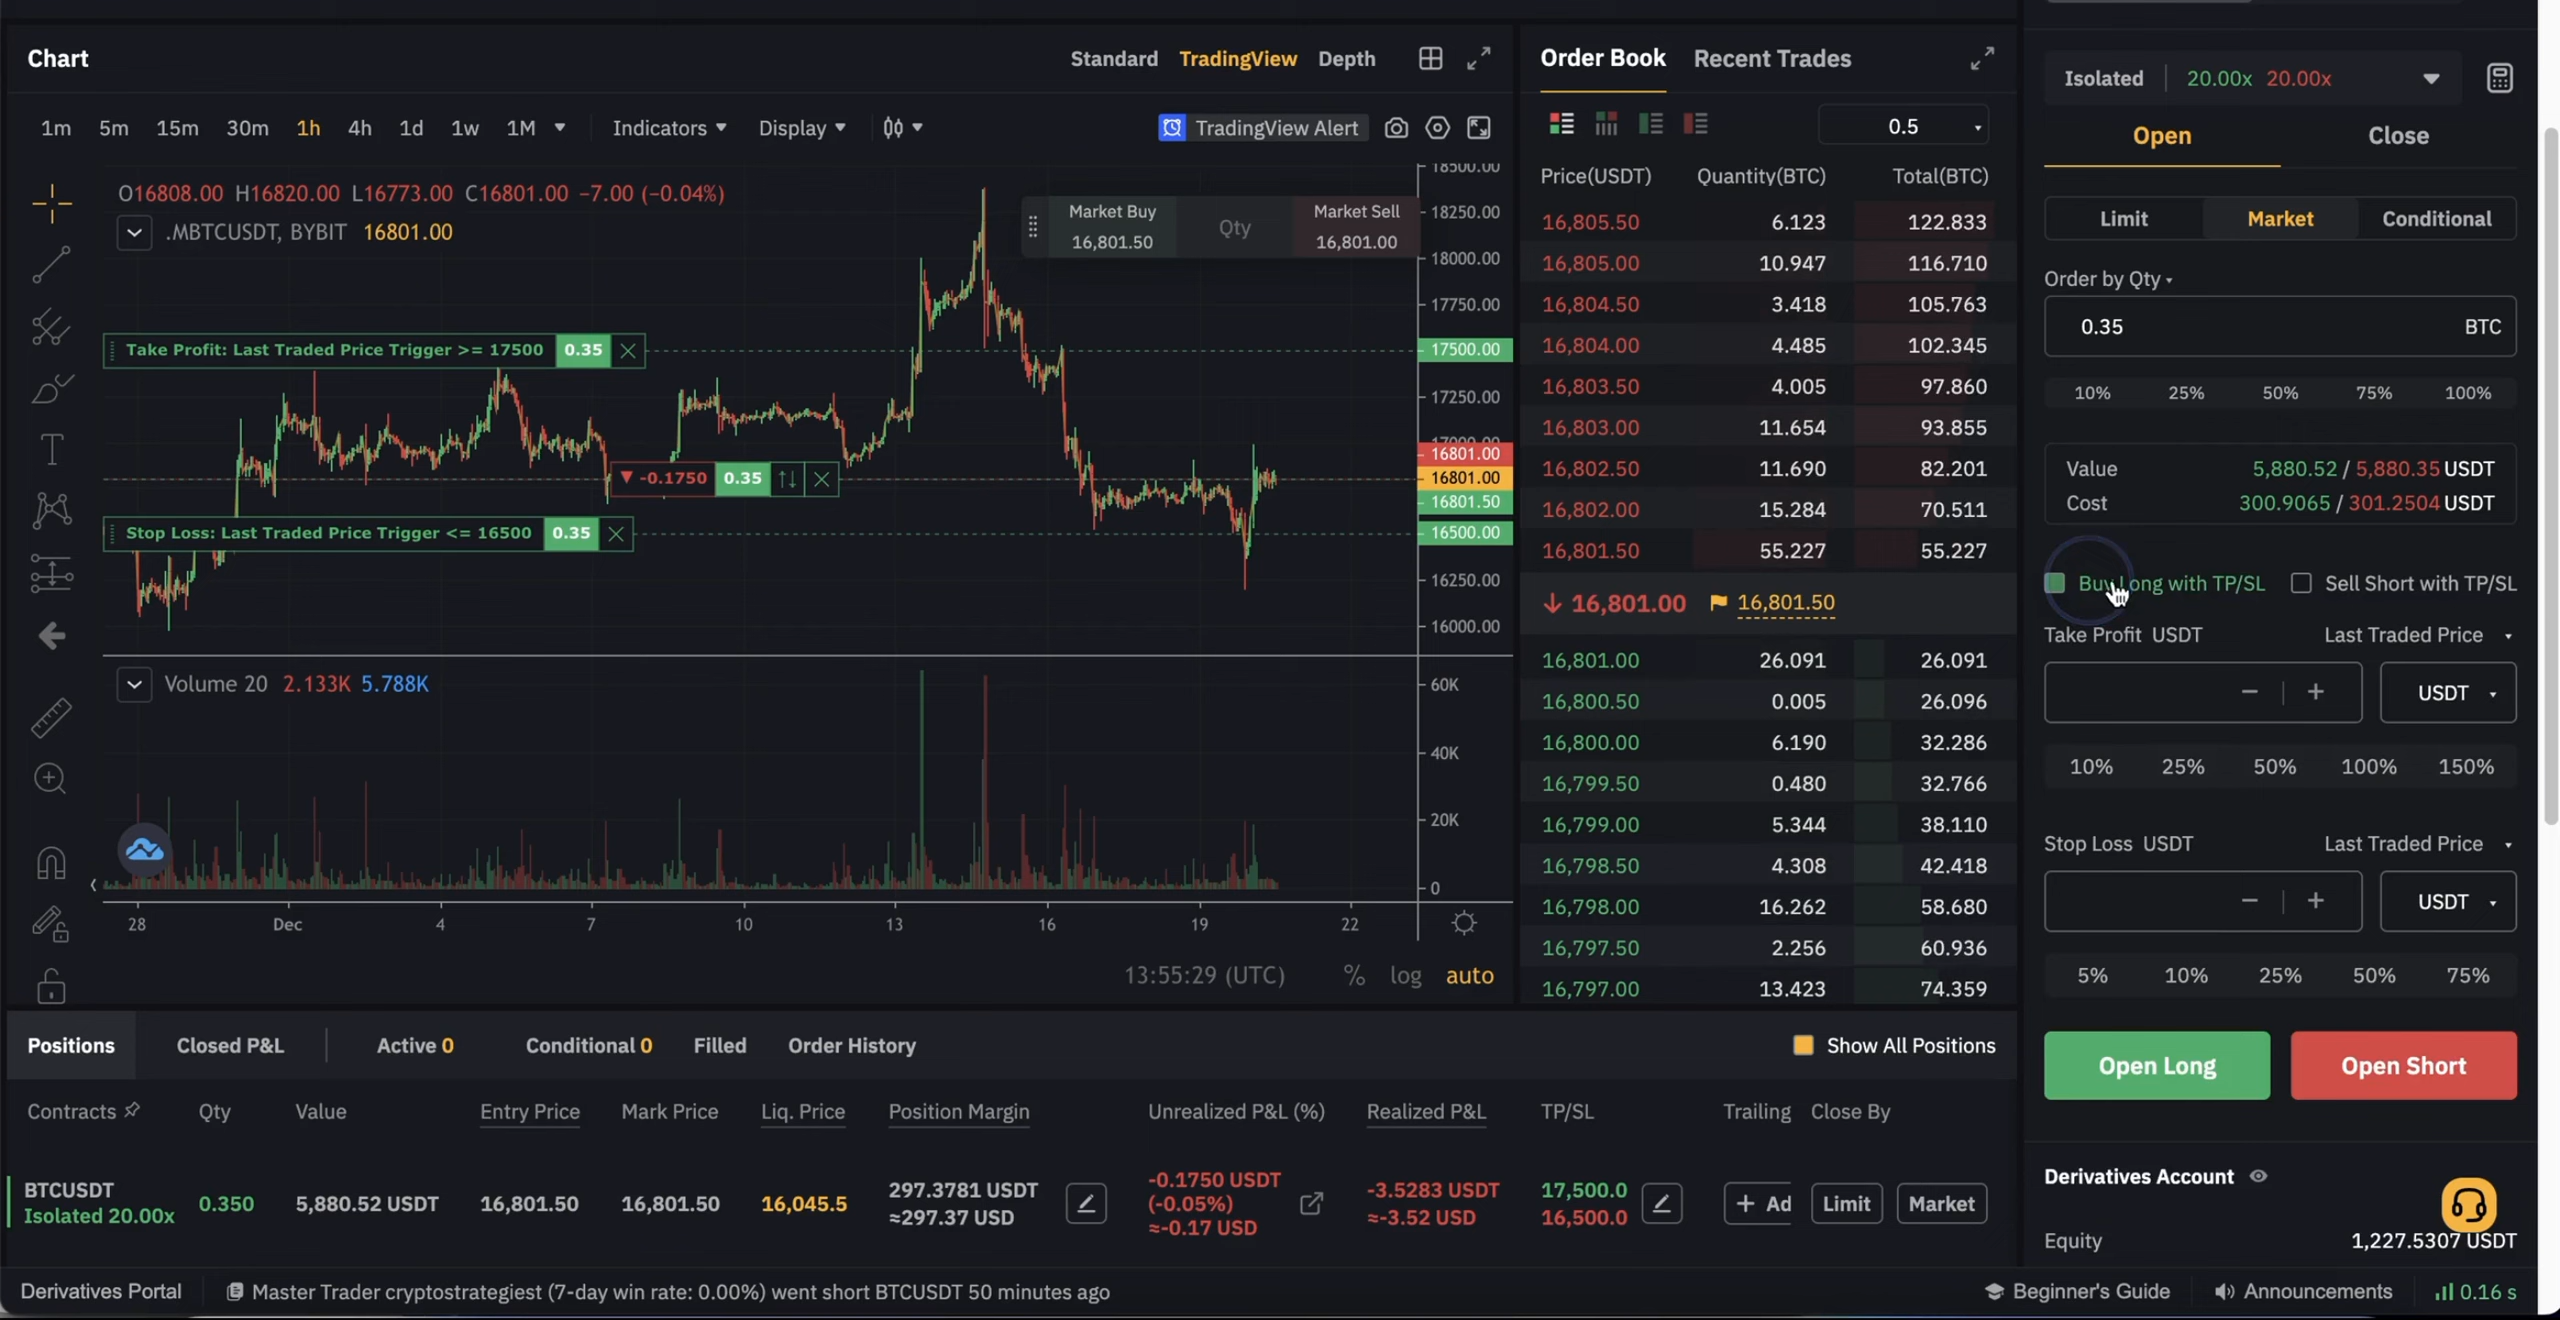 Chart
Standard TradingView Depth
1m 5m 15m 30m 1h 4h 1d 1w 1M Indicators Display TradingView Alert
O16808.00 H16820.00 L16773.00 C16801.00 −7.00 (−0.04%)
.MBTCUSDT, BYBIT 16801.00
Market Buy 16,801.50 Qty Market Sell 16,801.00
Take Profit: Last Traded Price Trigger >= 17500 0.35
-0.1750 0.35
Stop Loss: Last Traded Price Trigger <= 16500 0.35
18500.00
18250.00
18000.00
17750.00
17500.00
17250.00
17000.00
16801.00
16801.00
16801.50
16500.00
16250.00
16000.00
Volume 20 2.133K 5.788K
60K
40K
20K
0
28 Dec 4 7 10 13 16 19 22
13:55:29 (UTC) % log auto
Order Book Recent Trades
0.5
Price(USDT) Quantity(BTC) Total(BTC)
16,805.50 6.123 122.833
16,805.00 10.947 116.710
16,804.50 3.418 105.763
16,804.00 4.485 102.345
16,803.50 4.005 97.860
16,803.00 11.654 93.855
16,802.50 11.690 82.201
16,802.00 15.284 70.511
16,801.50 55.227 55.227
16,801.00 16,801.50
16,801.00 26.091 26.091
16,800.50 0.005 26.096
16,800.00 6.190 32.286
16,799.50 0.480 32.766
16,799.00 5.344 38.110
16,798.50 4.308 42.418
16,798.00 16.262 58.680
16,797.50 2.256 60.936
16,797.00 13.423 74.359
Isolated 20.00x 20.00x
Open Close
Limit Market Conditional
Order by Qty
0.35 BTC
10% 25% 50% 75% 100%
Value 5,880.52 / 5,880.35 USDT
Cost 300.9065 / 301.2504 USDT
Buy Long with TP/SL Sell Short with TP/SL
Take Profit USDT Last Traded Price
USDT
10% 25% 50% 100% 150%
Stop Loss USDT Last Traded Price
USDT
5% 10% 25% 50% 75%
Open Long Open Short
Derivatives Account
Equity 1,227.5307 USDT
Positions Closed P&L Active 0 Conditional 0 Filled Order History Show All Positions
Contracts Qty Value Entry Price Mark Price Liq. Price Position Margin Unrealized P&L (%) Realized P&L TP/SL Trailing Close By
BTCUSDT
Isolated 20.00x
0.350 5,880.52 USDT 16,801.50 16,801.50 16,045.5
297.3781 USDT
≈297.37 USD
-0.1750 USDT
(-0.05%)
≈-0.17 USD
-3.5283 USDT
≈-3.52 USD
17,500.0
16,500.0
+ Ad Limit Market
Derivatives Portal Master Trader cryptostrategiest (7-day win rate: 0.00%) went short BTCUSDT 50 minutes ago Beginner's Guide Announcements 0.16 s